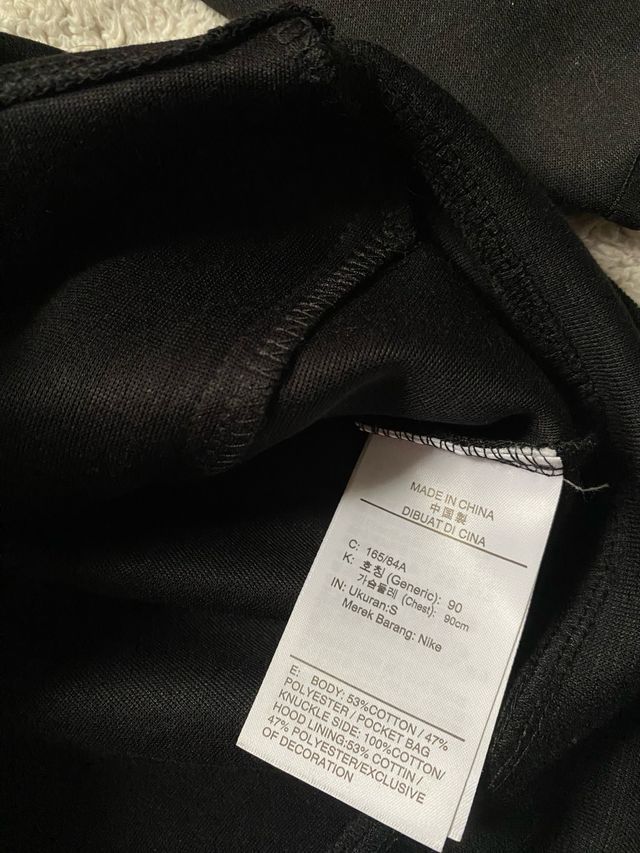 MADE IN CHINA
中国製
DIBUAT DI CINA
C: 165/84A
K: 호칭 (Generic): 90
가슴둘레 (Chest): 90cm
IN: Ukuran:S
Merek Barang: Nike
E: BODY: 53%COTTON / 47%
POLYESTER / POCKET BAG
KNUCKLE SIDE: 100%COTTON/
HOOD LINING:53% COTTIN /
47% POLYESTER/EXCLUSIVE
OF DECORATION